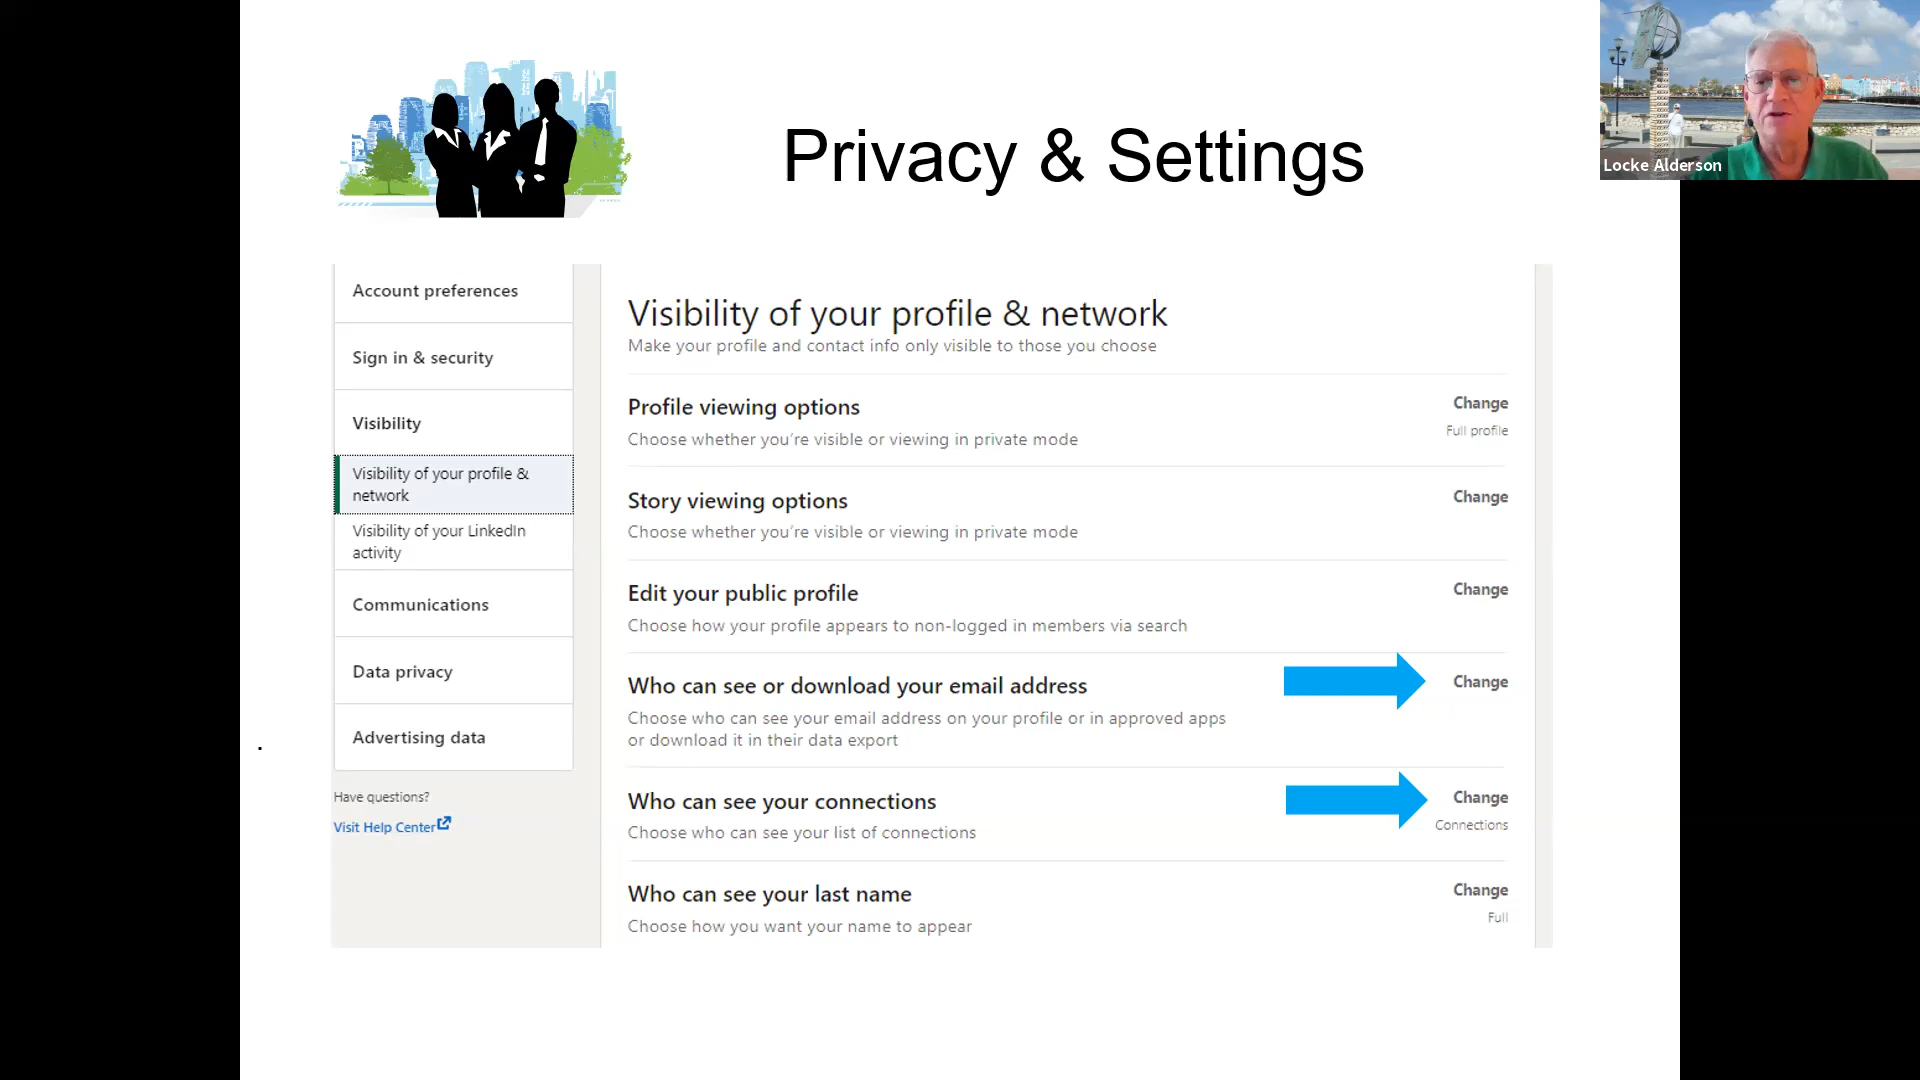 Privacy & Settings
Locke Alderson
Account preferences
Sign in & security
Visibility
Visibility of your profile &
network
Visibility of your LinkedIn
activity
Communications
Data privacy
Advertising data
Have questions?
Visit Help Center
Visibility of your profile & network
Make your profile and contact info only visible to those you choose
Profile viewing options
Change
Choose whether you’re visible or viewing in private mode
Full profile
Story viewing options
Change
Choose whether you’re visible or viewing in private mode
Edit your public profile
Change
Choose how your profile appears to non-logged in members via search
Who can see or download your email address
Change
Choose who can see your email address on your profile or in approved apps
or download it in their data export
.
Who can see your connections
Change
Choose who can see your list of connections
Connections
Who can see your last name
Change
Choose how you want your name to appear
Full